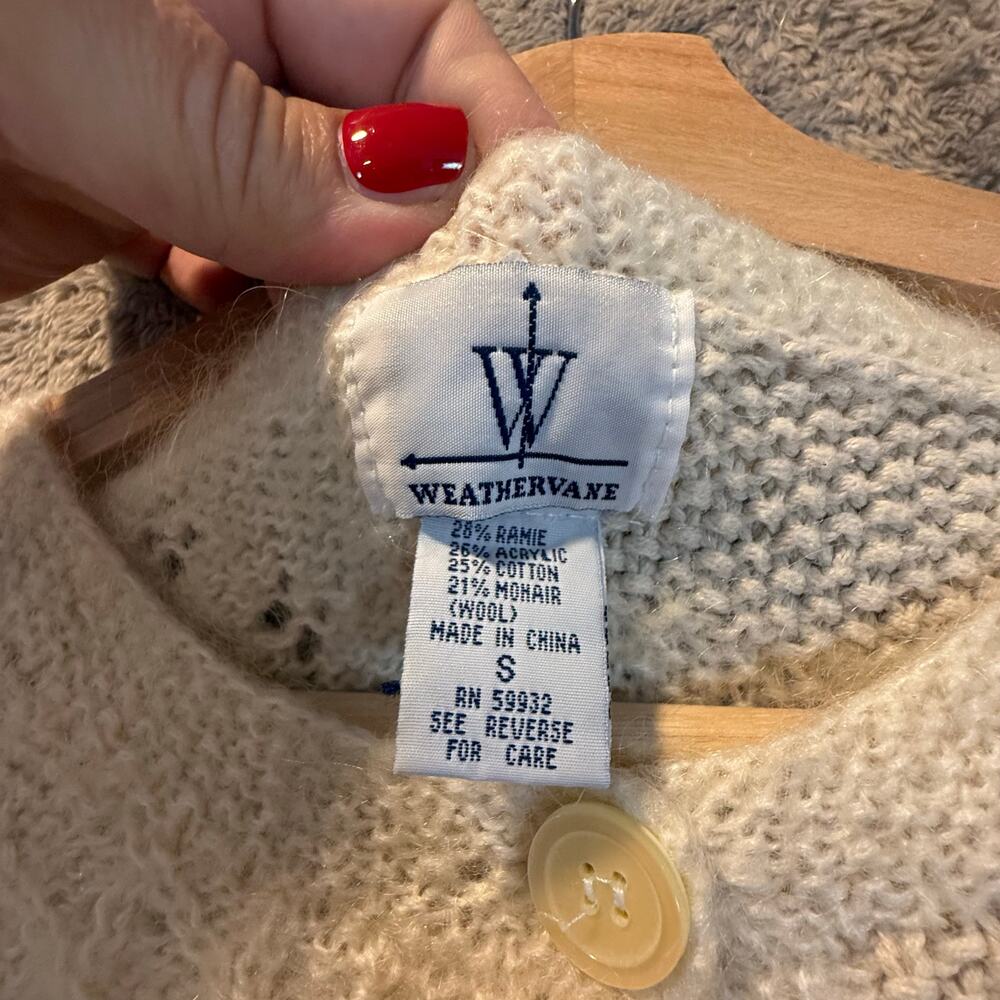 W
WEATHERVANE
28% RAMIE
26% ACRYLIC
25% COTTON
21% MOHAIR
(WOOL)
MADE IN CHINA
S
RN 59932
SEE REVERSE
FOR CARE